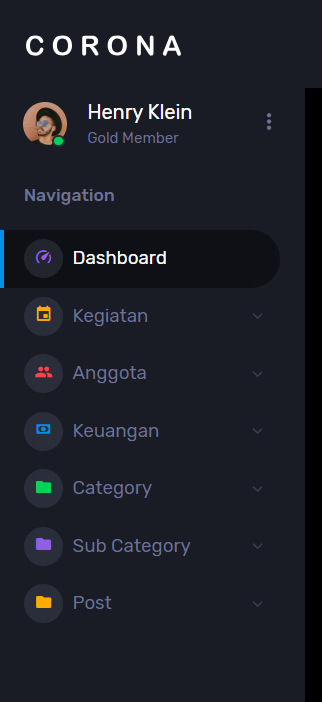 CORONA
Henry Klein
Gold Member
Navigation
Dashboard
Kegiatan
Anggota
Keuangan
Category
Sub Category
Post